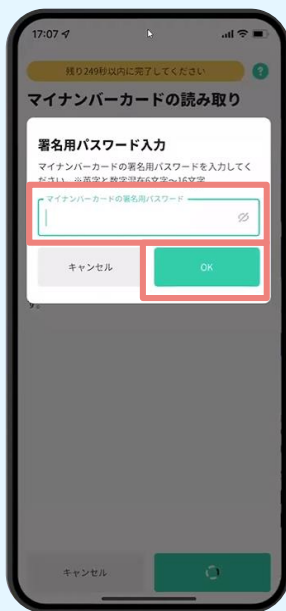 17:07
残り249秒以内に完了してください
?
マイナンバーカードの読み取り
署名用パスワード入力
マイナンバーカードの署名用パスワードを入力してく
ださい。※英字と数字混在6文字〜16文字
マイナンバーカードの署名用パスワード
キャンセル
OK
す。
キャンセル